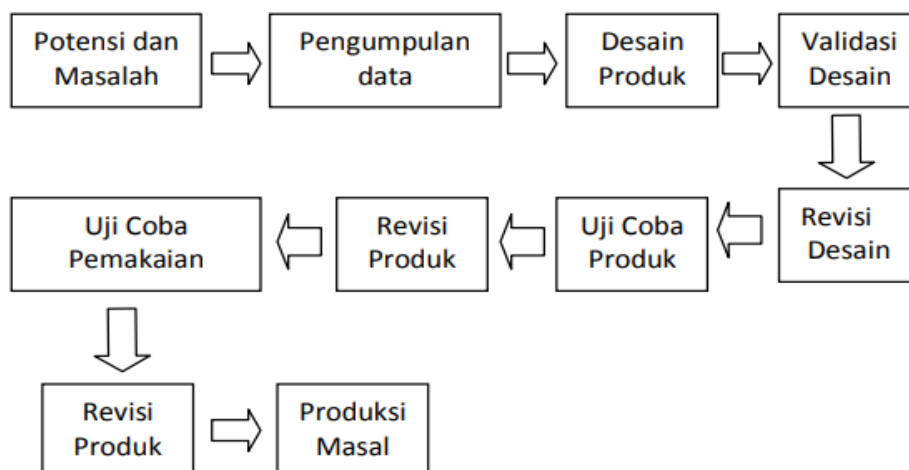 Potensi dan
Masalah
Pengumpulan
data
Desain
Produk
Validasi
Desain
Revisi
Desain
Uji Coba
Produk
Revisi
Produk
Uji Coba
Pemakaian
Revisi
Produk
Produksi
Masal